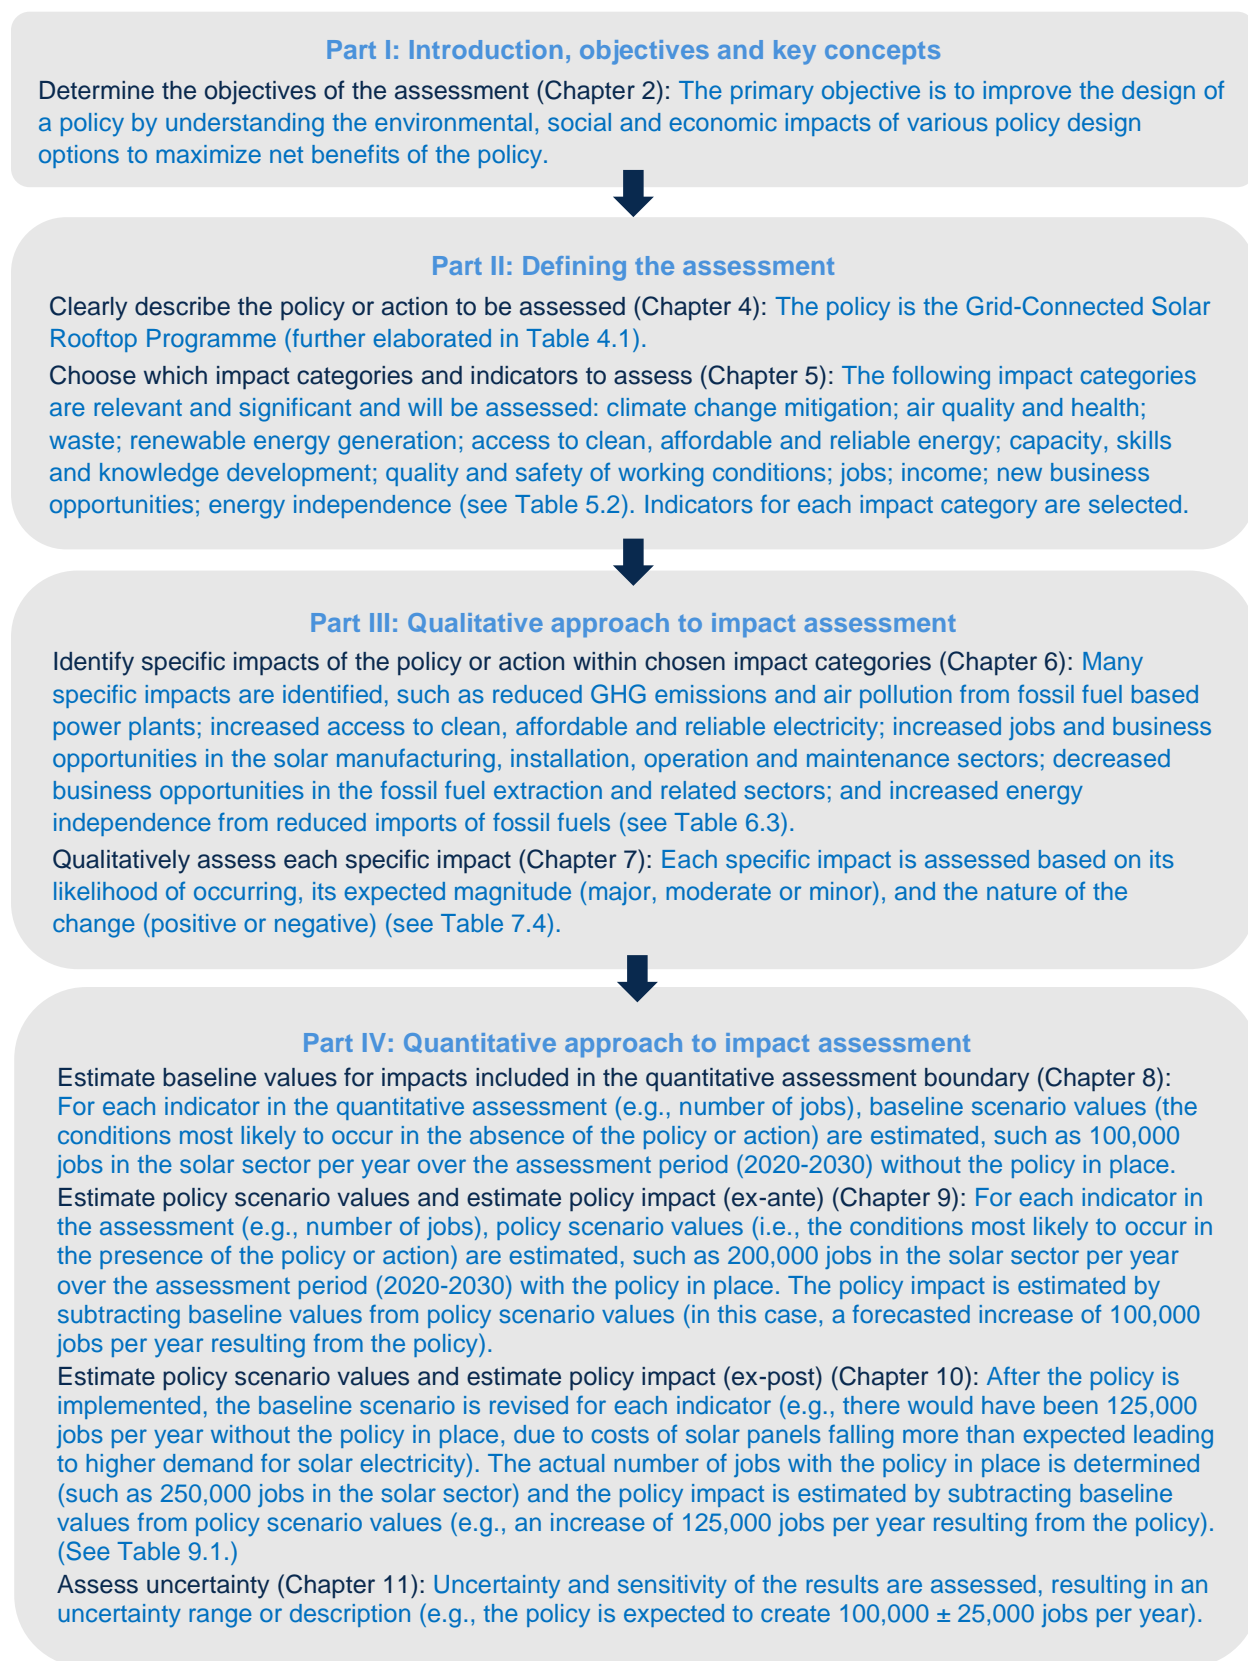 Part I: Introduction, objectives and key concepts
Determine the objectives of the assessment (Chapter 2): The primary objective is to improve the design of
a policy by understanding the environmental, social and economic impacts of various policy design
options to maximize net benefits of the policy.
Part II: Defining the assessment
Clearly describe the policy or action to be assessed (Chapter 4): The policy is the Grid-Connected Solar
Rooftop Programme (further elaborated in Table 4.1).
Choose which impact categories and indicators to assess (Chapter 5): The following impact categories
are relevant and significant and will be assessed: climate change mitigation; air quality and health;
waste; renewable energy generation; access to clean, affordable and reliable energy; capacity, skills
and knowledge development; quality and safety of working conditions; jobs; income; new business
opportunities; energy independence (see Table 5.2). Indicators for each impact category are selected.
Part III: Qualitative approach to impact assessment
Identify specific impacts of the policy or action within chosen impact categories (Chapter 6): Many
specific impacts are identified, such as reduced GHG emissions and air pollution from fossil fuel based
power plants; increased access to clean, affordable and reliable electricity; increased jobs and business
opportunities in the solar manufacturing, installation, operation and maintenance sectors; decreased
business opportunities in the fossil fuel extraction and related sectors; and increased energy
independence from reduced imports of fossil fuels (see Table 6.3).
Qualitatively assess each specific impact (Chapter 7): Each specific impact is assessed based on its
likelihood of occurring, its expected magnitude (major, moderate or minor), and the nature of the
change (positive or negative) (see Table 7.4).
Part IV: Quantitative approach to impact assessment
Estimate baseline values for impacts included in the quantitative assessment boundary (Chapter 8):
For each indicator in the quantitative assessment (e.g., number of jobs), baseline scenario values (the
conditions most likely to occur in the absence of the policy or action) are estimated, such as 100,000
jobs in the solar sector per year over the assessment period (2020-2030) without the policy in place.
Estimate policy scenario values and estimate policy impact (ex-ante) (Chapter 9): For each indicator in
the assessment (e.g., number of jobs), policy scenario values (i.e., the conditions most likely to occur in
the presence of the policy or action) are estimated, such as 200,000 jobs in the solar sector per year
over the assessment period (2020-2030) with the policy in place. The policy impact is estimated by
subtracting baseline values from policy scenario values (in this case, a forecasted increase of 100,000
jobs per year resulting from the policy).
Estimate policy scenario values and estimate policy impact (ex-post) (Chapter 10): After the policy is
implemented, the baseline scenario is revised for each indicator (e.g., there would have been 125,000
jobs per year without the policy in place, due to costs of solar panels falling more than expected leading
to higher demand for solar electricity). The actual number of jobs with the policy in place is determined
(such as 250,000 jobs in the solar sector) and the policy impact is estimated by subtracting baseline
values from policy scenario values (e.g., an increase of 125,000 jobs per year resulting from the policy).
(See Table 9.1.)
Assess uncertainty (Chapter 11): Uncertainty and sensitivity of the results are assessed, resulting in an
uncertainty range or description (e.g., the policy is expected to create 100,000 ± 25,000 jobs per year).